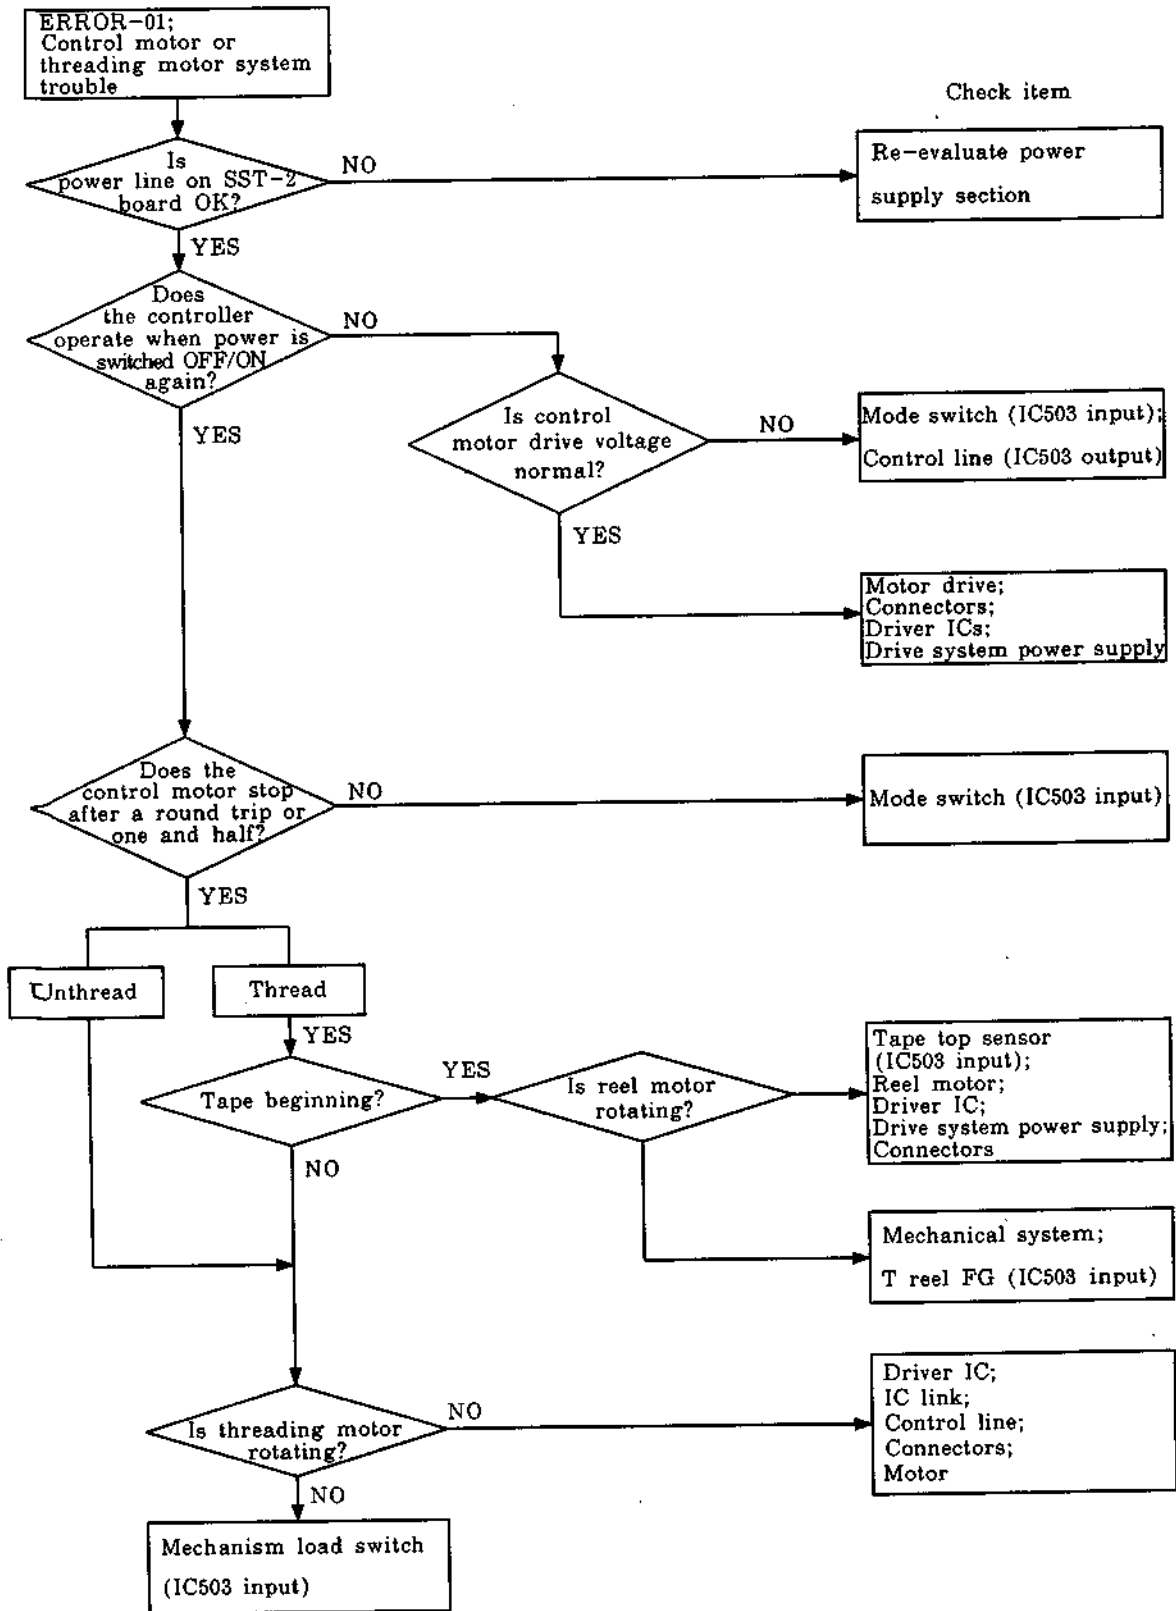 ERROR-01;
Control motor or
threading motor system
trouble
Check item
Is
power line on SST-2
board OK?
NO
Re-evaluate power
supply section
YES
Does
the controller
operate when power is
switched OFF/ON
again?
NO
YES
Is control
motor drive voltage
normal?
NO
Mode switch (IC503 input);
Control line (IC503 output)
YES
Motor drive;
Connectors;
Driver ICs;
Drive system power supply
Does the
control motor stop
after a round trip or
one and half?
NO
Mode switch (IC503 input)
YES
Unthread
Thread
YES
Tape beginning?
YES
Is reel motor
rotating?
Tape top sensor
(IC503 input);
Reel motor;
Driver IC;
Drive system power supply;
Connectors
NO
Mechanical system;
T reel FG (IC503 input)
Is threading motor
rotating?
NO
Driver IC;
IC link;
Control line;
Connectors;
Motor
NO
Mechanism load switch
(IC503 input)